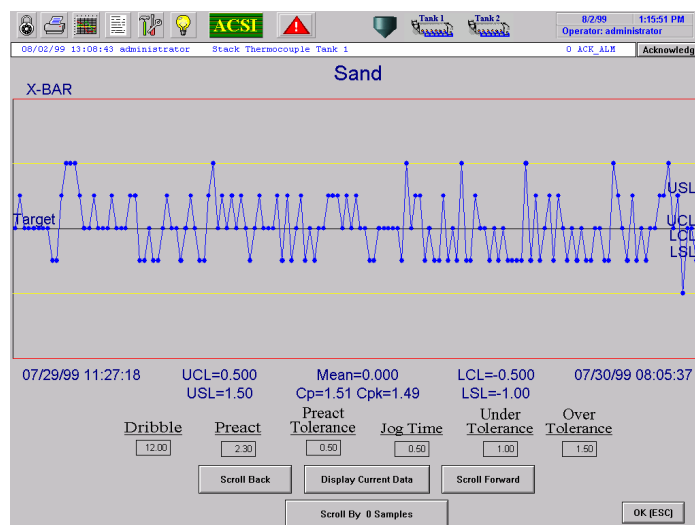 ACSI
Tank 1
Tank 2
8/2/99 1:15:51 PM
Operator: administrator
08/02/99 13:08:43 administrator Stack Thermocouple Tank 1 0 ACK_ALM Acknowledg
Sand
X-BAR
USL
Target
UCL
LCL
LSL
07/29/99 11:27:18 UCL=0.500 Mean=0.000 LCL=-0.500 07/30/99 08:05:37
USL=1.50 Cp=1.51 Cpk=1.49 LSL=-1.00
Dribble Preact Preact Tolerance Jog Time Under Tolerance Over Tolerance
12.00 2.30 0.50 0.50 1.00 1.50
Scroll Back Display Current Data Scroll Forward
Scroll By 0 Samples OK (ESC)